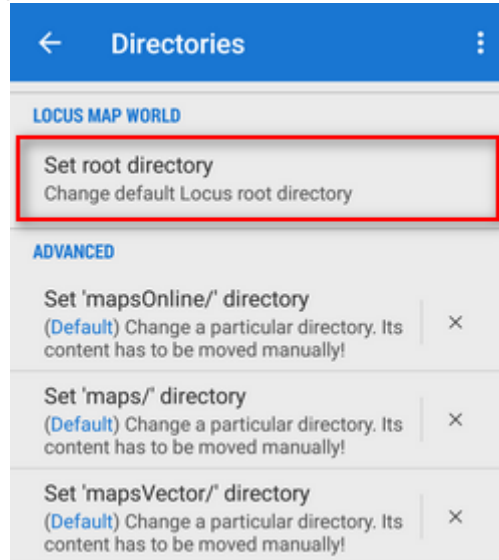 Directories
LOCUS MAP WORLD
Set root directory
Change default Locus root directory
ADVANCED
Set 'mapsOnline/' directory
(Default) Change a particular directory. Its
content has to be moved manually!
Set 'maps/' directory
(Default) Change a particular directory. Its
content has to be moved manually!
Set 'mapsVector/' directory
(Default) Change a particular directory. Its
content has to be moved manually!